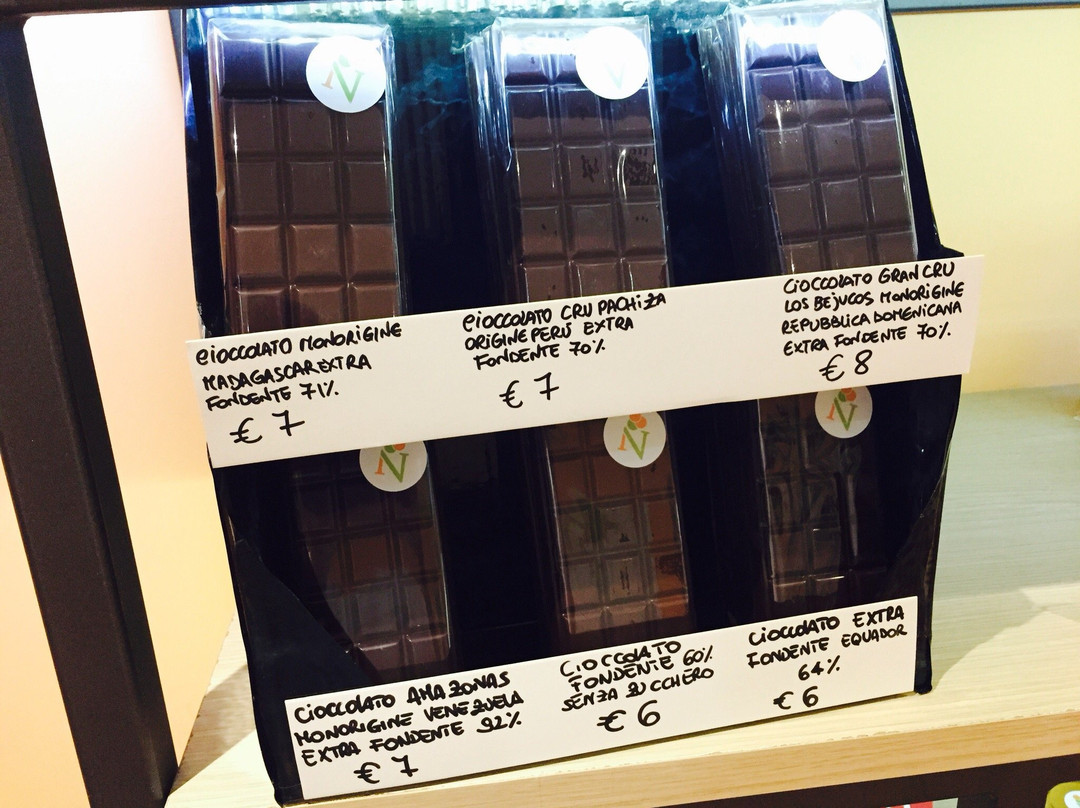 CIOCCOLATO MONORIGINE
MADAGASCAR EXTRA
FONDENTE 71%
€ 7
CIOCCOLATO CRU PACHIZA
ORIGINE PERÙ EXTRA
FONDENTE 70%
€ 7
CIOCCOLATO GRAN CRU
LOS BEJUCOS MONORIGINE
REPUBBLICA DOMENICANA
EXTRA FONDENTE 70%
€ 8
CIOCCOLATO AMAZONAS
MONORIGINE VENEZUELA
EXTRA FONDENTE 92%
€ 7
CIOCCOLATO
FONDENTE 60%
SENZA ZUCCHERO
€ 6
CIOCCOLATO EXTRA
FONDENTE EQUADOR
64%
€ 6